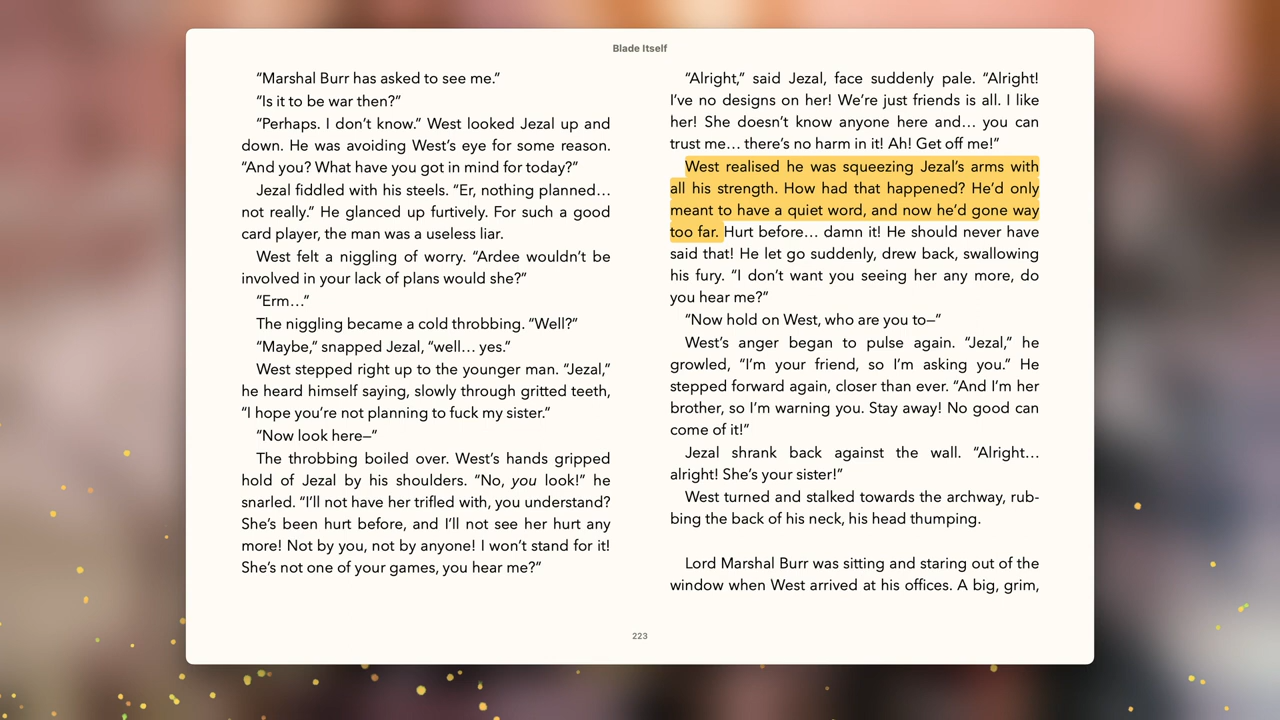 Blade Itself
“Marshal Burr has asked to see me.”
“Is it to be war then?”
“Perhaps. I don’t know.” West looked Jezal up and
down. He was avoiding West’s eye for some reason.
“And you? What have you got in mind for today?”
Jezal fiddled with his steels. “Er, nothing planned…
not really.” He glanced up furtively. For such a good
card player, the man was a useless liar.
West felt a niggling of worry. “Ardee wouldn’t be
involved in your lack of plans would she?”
“Erm…”
The niggling became a cold throbbing. “Well?”
“Maybe,” snapped Jezal, “well… yes.”
West stepped right up to the younger man. “Jezal,”
he heard himself saying, slowly through gritted teeth,
“I hope you’re not planning to fuck my sister.”
“Now look here–”
The throbbing boiled over. West’s hands gripped
hold of Jezal by his shoulders. “No, you look!” he
snarled. “I’ll not have her trifled with, you understand?
She’s been hurt before, and I’ll not see her hurt any
more! Not by you, not by anyone! I won’t stand for it!
She’s not one of your games, you hear me?”
“Alright,” said Jezal, face suddenly pale. “Alright!
I’ve no designs on her! We’re just friends is all. I like
her! She doesn’t know anyone here and… you can
trust me… there’s no harm in it! Ah! Get off me!”
West realised he was squeezing Jezal’s arms with
all his strength. How had that happened? He’d only
meant to have a quiet word, and now he’d gone way
too far. Hurt before… damn it! He should never have
said that! He let go suddenly, drew back, swallowing
his fury. “I don’t want you seeing her any more, do
you hear me?”
“Now hold on West, who are you to–”
West’s anger began to pulse again. “Jezal,” he
growled, “I’m your friend, so I’m asking you.” He
stepped forward again, closer than ever. “And I’m her
brother, so I’m warning you. Stay away! No good can
come of it!”
Jezal shrank back against the wall. “Alright…
alright! She’s your sister!”
West turned and stalked towards the archway, rub-
bing the back of his neck, his head thumping.
Lord Marshal Burr was sitting and staring out of the
window when West arrived at his offices. A big, grim,
223